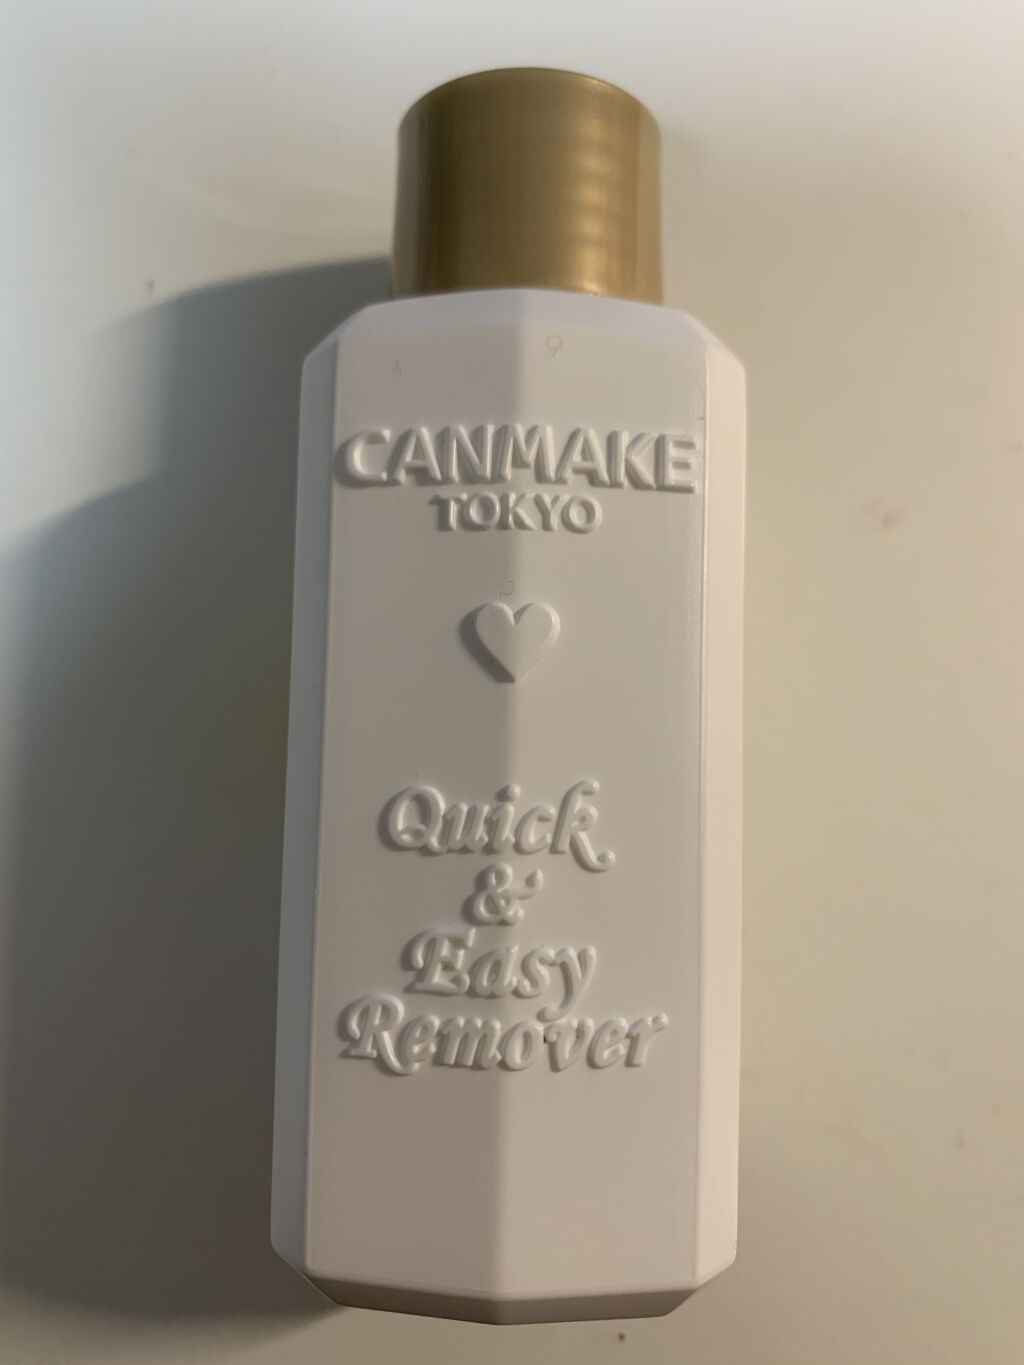 CANMAKE
TOKYO
Quick
&
Easy
Remover